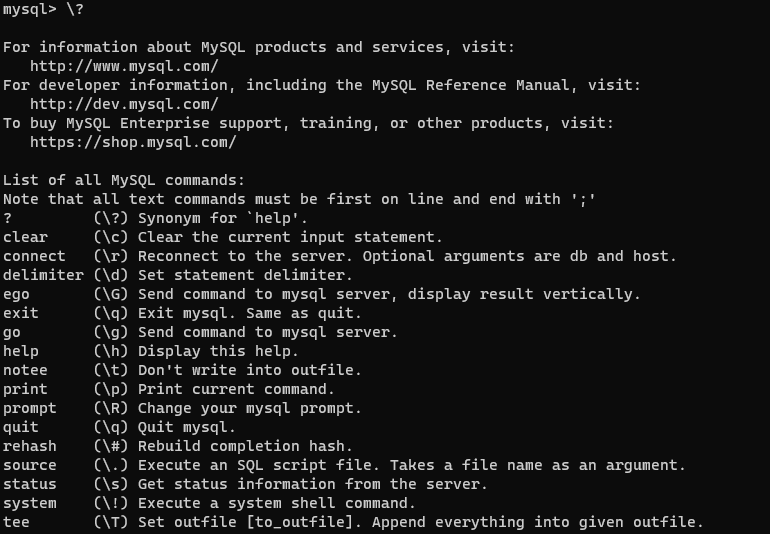 mysql> \?
For information about MySQL products and services, visit:
   http://www.mysql.com/
For developer information, including the MySQL Reference Manual, visit:
   http://dev.mysql.com/
To buy MySQL Enterprise support, training, or other products, visit:
   https://shop.mysql.com/
List of all MySQL commands:
Note that all text commands must be first on line and end with ';'
?         (\?) Synonym for `help'.
clear     (\c) Clear the current input statement.
connect   (\r) Reconnect to the server. Optional arguments are db and host.
delimiter (\d) Set statement delimiter.
ego       (\G) Send command to mysql server, display result vertically.
exit      (\q) Exit mysql. Same as quit.
go        (\g) Send command to mysql server.
help      (\h) Display this help.
notee     (\t) Don't write into outfile.
print     (\p) Print current command.
prompt    (\R) Change your mysql prompt.
quit      (\q) Quit mysql.
rehash    (\#) Rebuild completion hash.
source    (\.) Execute an SQL script file. Takes a file name as an argument.
status    (\s) Get status information from the server.
system    (\!) Execute a system shell command.
tee       (\T) Set outfile [to_outfile]. Append everything into given outfile.